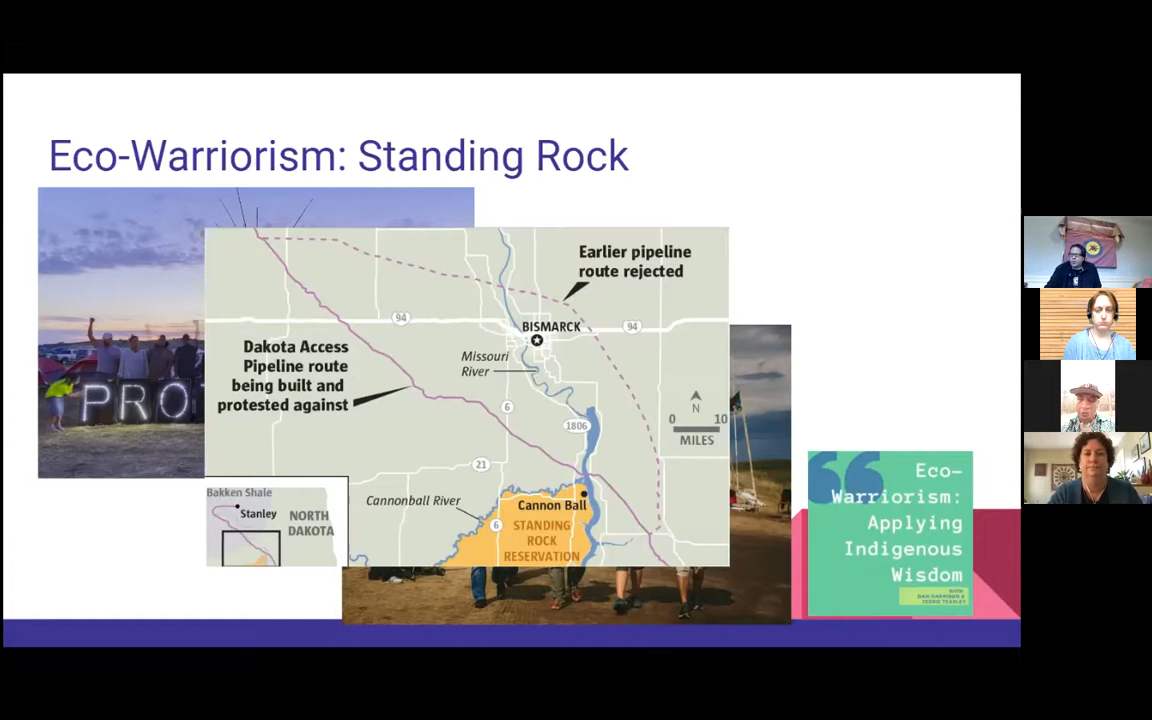 Eco-Warriorism: Standing Rock
PRO
Earlier pipeline
route rejected
94
BISMARCK
94
Dakota Access
Pipeline route
being built and
protested against
Missouri
River
N
0 10
MILES
6
1806
21
Cannonball River
Cannon Ball
6
STANDING
ROCK
RESERVATION
Bakken Shale
Stanley
NORTH
DAKOTA
Eco-
Warriorism:
Applying
Indigenous
Wisdom
WITH